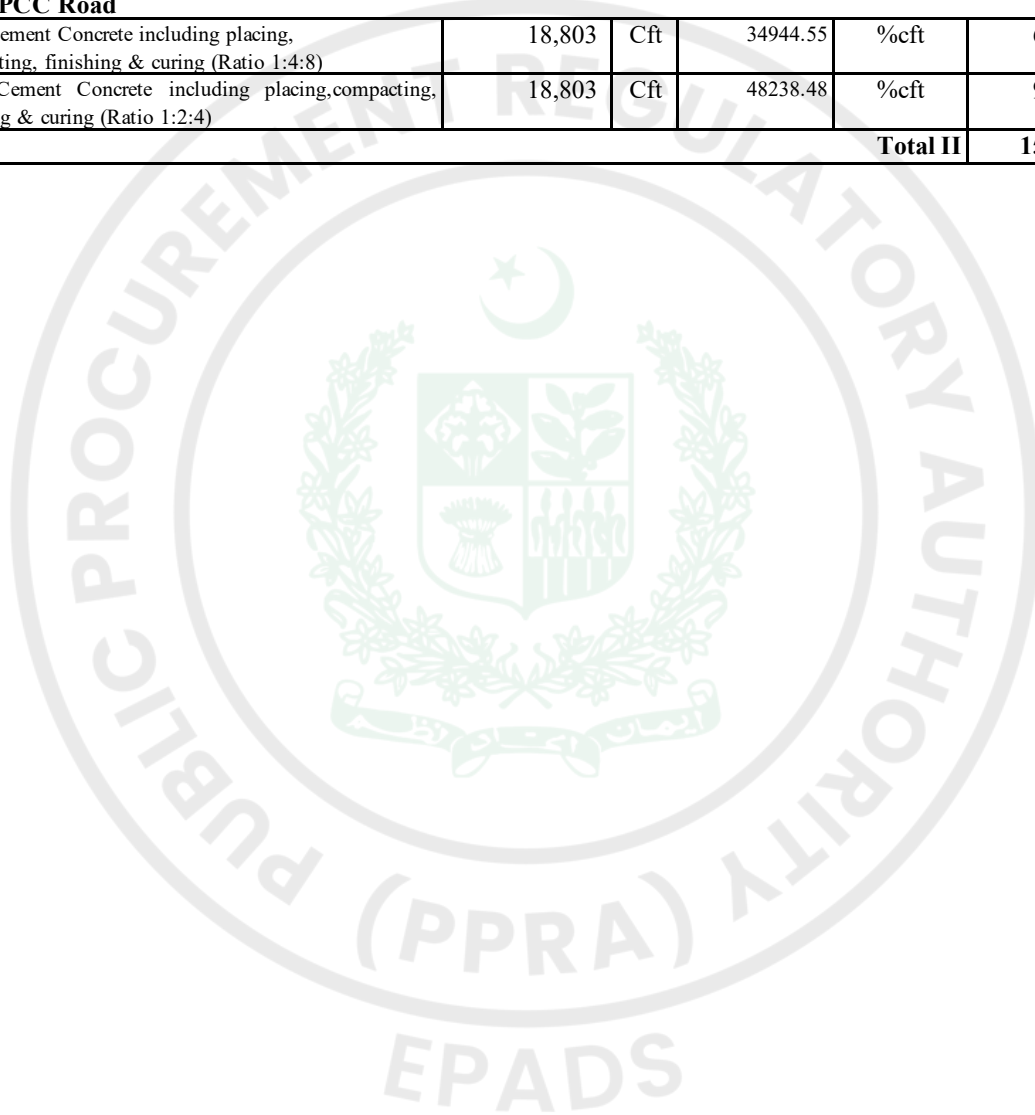 PCC Road
ement Concrete including placing, 18,803 Cft 34944.55 %cft
ting, finishing & curing (Ratio 1:4:8)
Cement Concrete including placing,compacting, 18,803 Cft 48238.48 %cft
g & curing (Ratio 1:2:4)
Total II 15
PUBLIC PROCUREMENT REGULATORY AUTHORITY
(PPRA)
EPADS